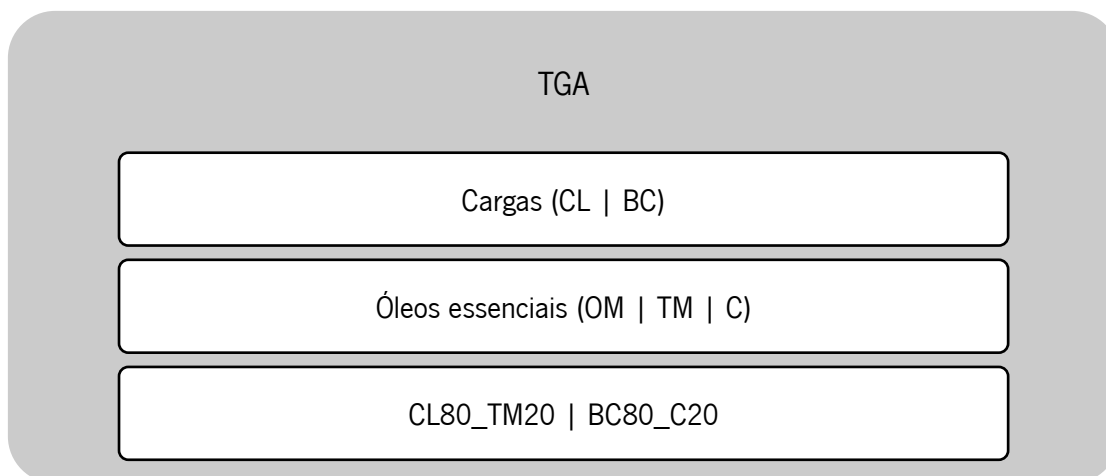 TGA
Cargas (CL | BC)
Óleos essenciais (OM | TM | C)
CL80_TM20 | BC80_C20